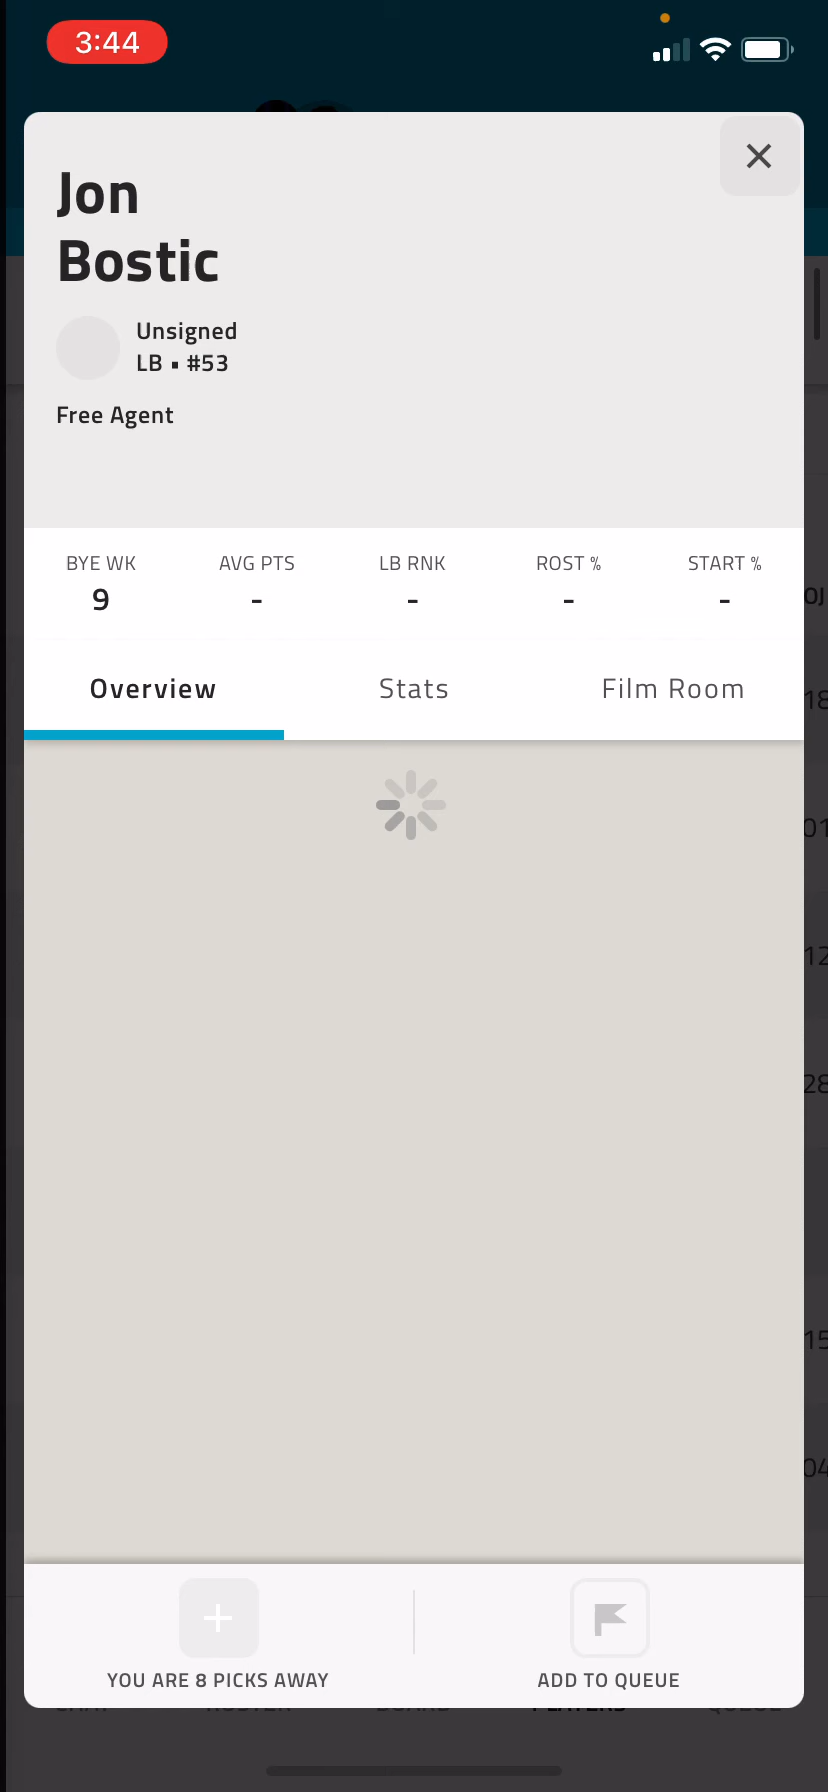 3:44
Jon
Bostic
Unsigned
LB ▪ #53
Free Agent
BYE WK AVG PTS LB RNK ROST % START %
9 - - - -
Overview Stats Film Room
YOU ARE 8 PICKS AWAY ADD TO QUEUE